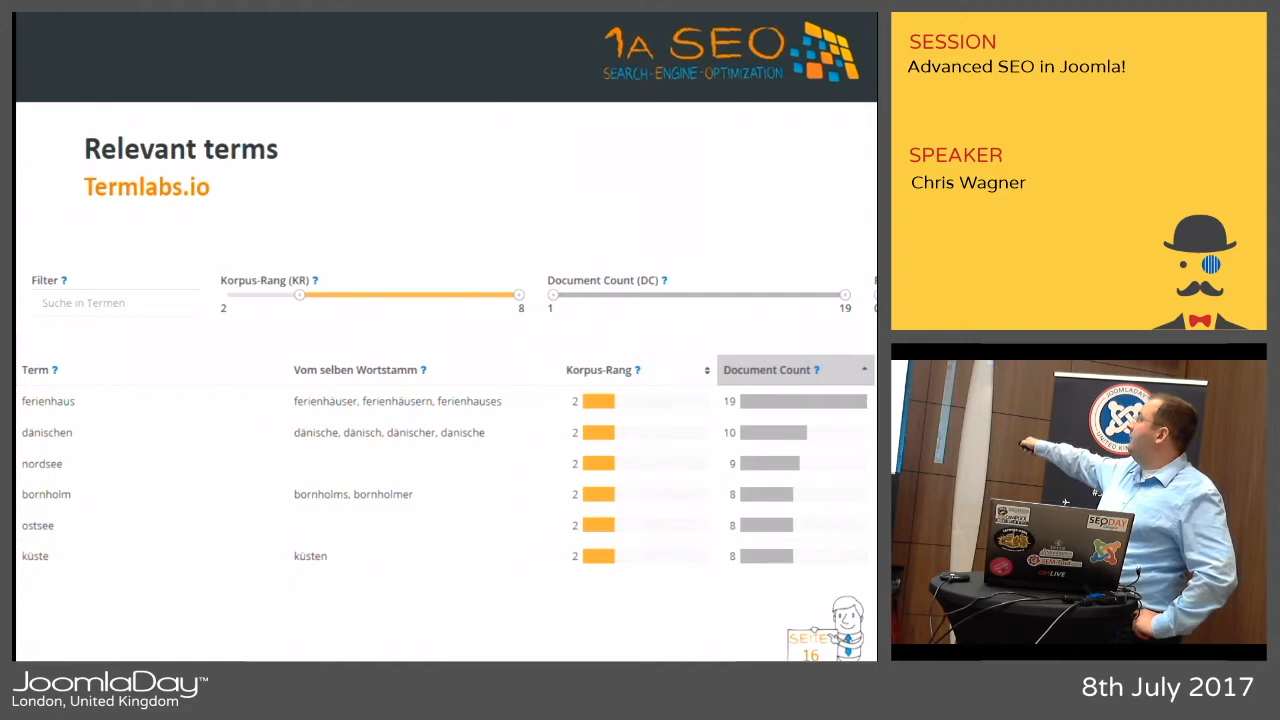 1A SEO
SEARCH-ENGINE-OPTIMIZATION
Relevant terms
Termlabs.io
Filter ?
Korpus-Rang (KR) ?
Document Count (DC) ?
Suche in Termen
2
8
1
19
Term ?
Vom selben Wortstamm ?
Korpus-Rang ?
Document Count ?
ferienhaus
ferienhäuser, ferienhäusern, ferienhauses
2
19
dänischen
dänische, dänisch, dänischer, danische
2
10
nordsee
2
9
bornholm
bornholms, bornholmer
2
8
ostsee
2
8
küste
küsten
2
8
SEITE
16
SESSION
Advanced SEO in Joomla!
SPEAKER
Chris Wagner
JOOMLADAY
UNITED KINGDOM
SEODAY
JoomlaDay™
London, United Kingdom
8th July 2017